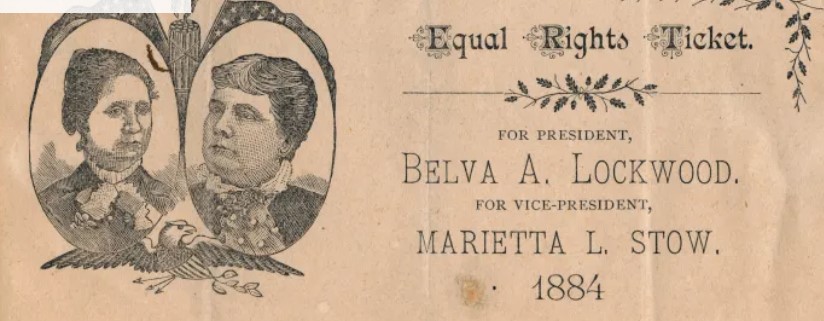 Equal Rights Ticket.
FOR PRESIDENT,
BELVA A. LOCKWOOD.
FOR VICE-PRESIDENT,
MARIETTA L. STOW.
1884